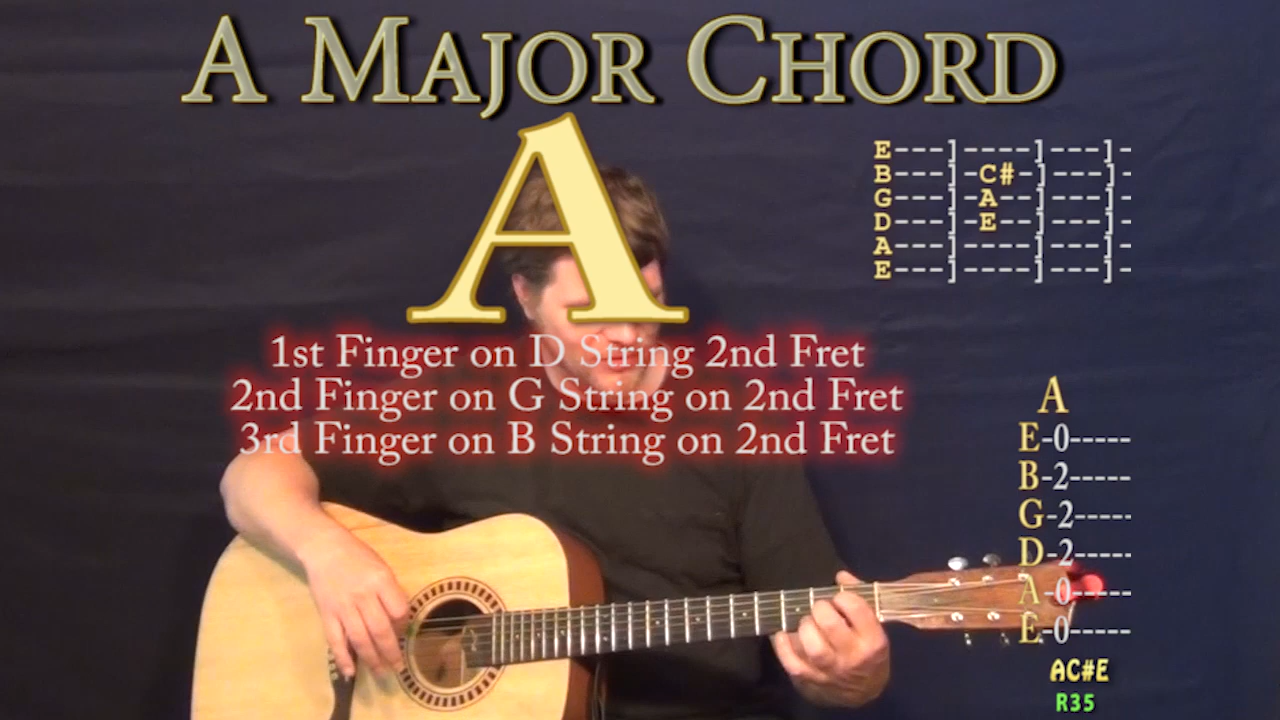 A MAJOR CHORD
A
E---]----]---]-
B---]-C#-]---]-
G---]-A--]---]-
D---]-E--]---]-
A---]----]---]-
E---]----]---]-
1st Finger on D String 2nd Fret
2nd Finger on G String on 2nd Fret
3rd Finger on B String on 2nd Fret
A
E-0-----
B-2-----
G-2-----
D-2-----
A-0-----
E-0-----
AC#E
R35